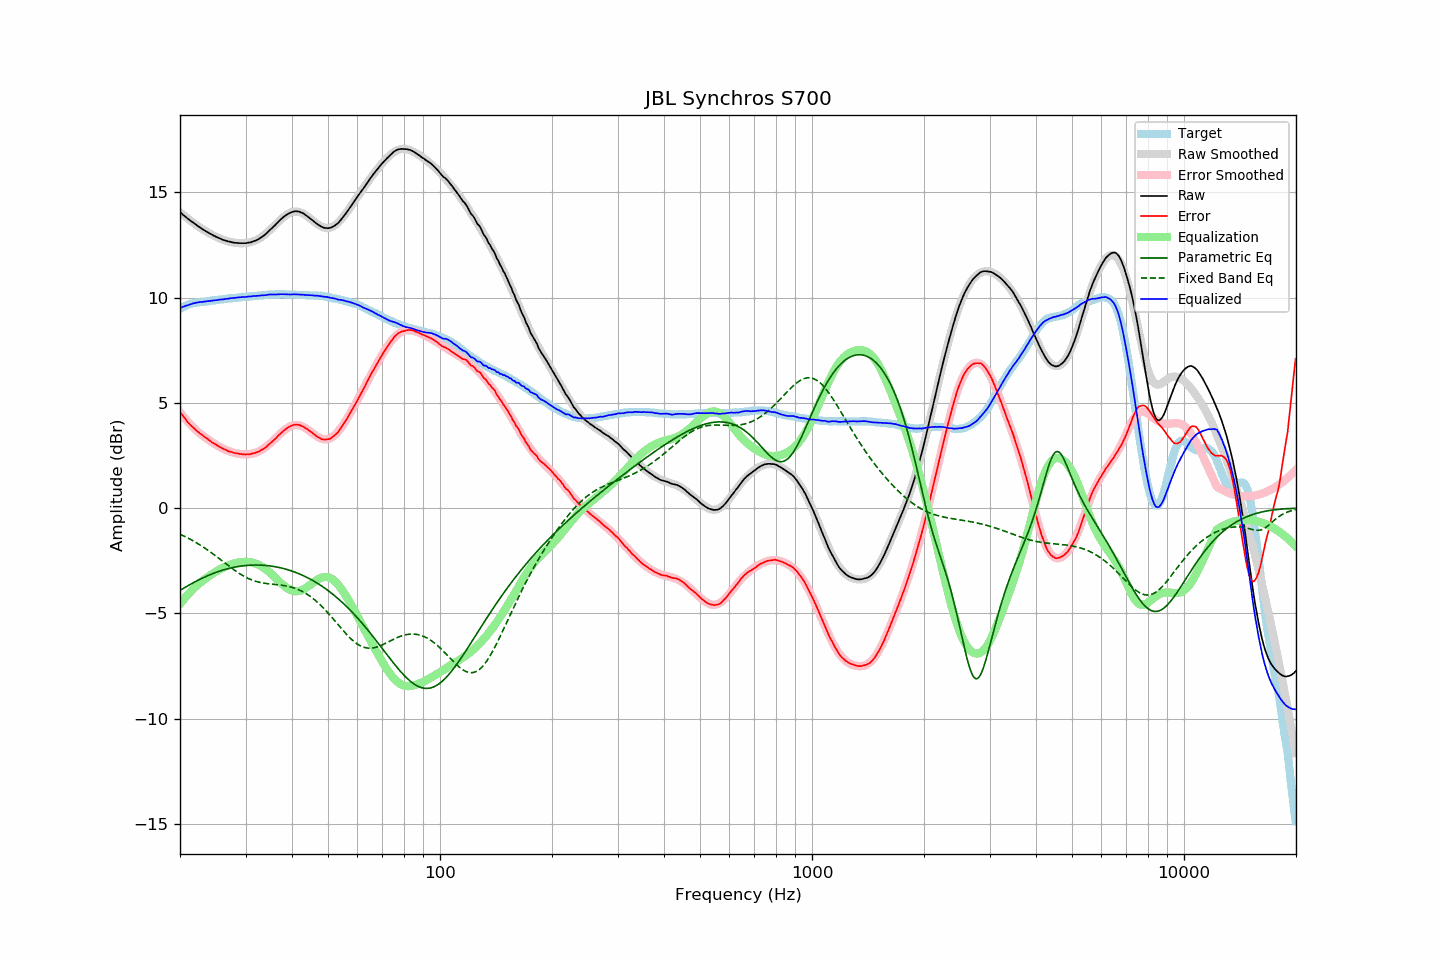 JBL Synchros S700
Target
Raw Smoothed
Error Smoothed
Raw
Error
Equalization
Parametric Eq
Fixed Band Eq
Equalized
Amplitude (dBr)
15
10
5
0
−5
−10
−15
100
1000
10000
Frequency (Hz)